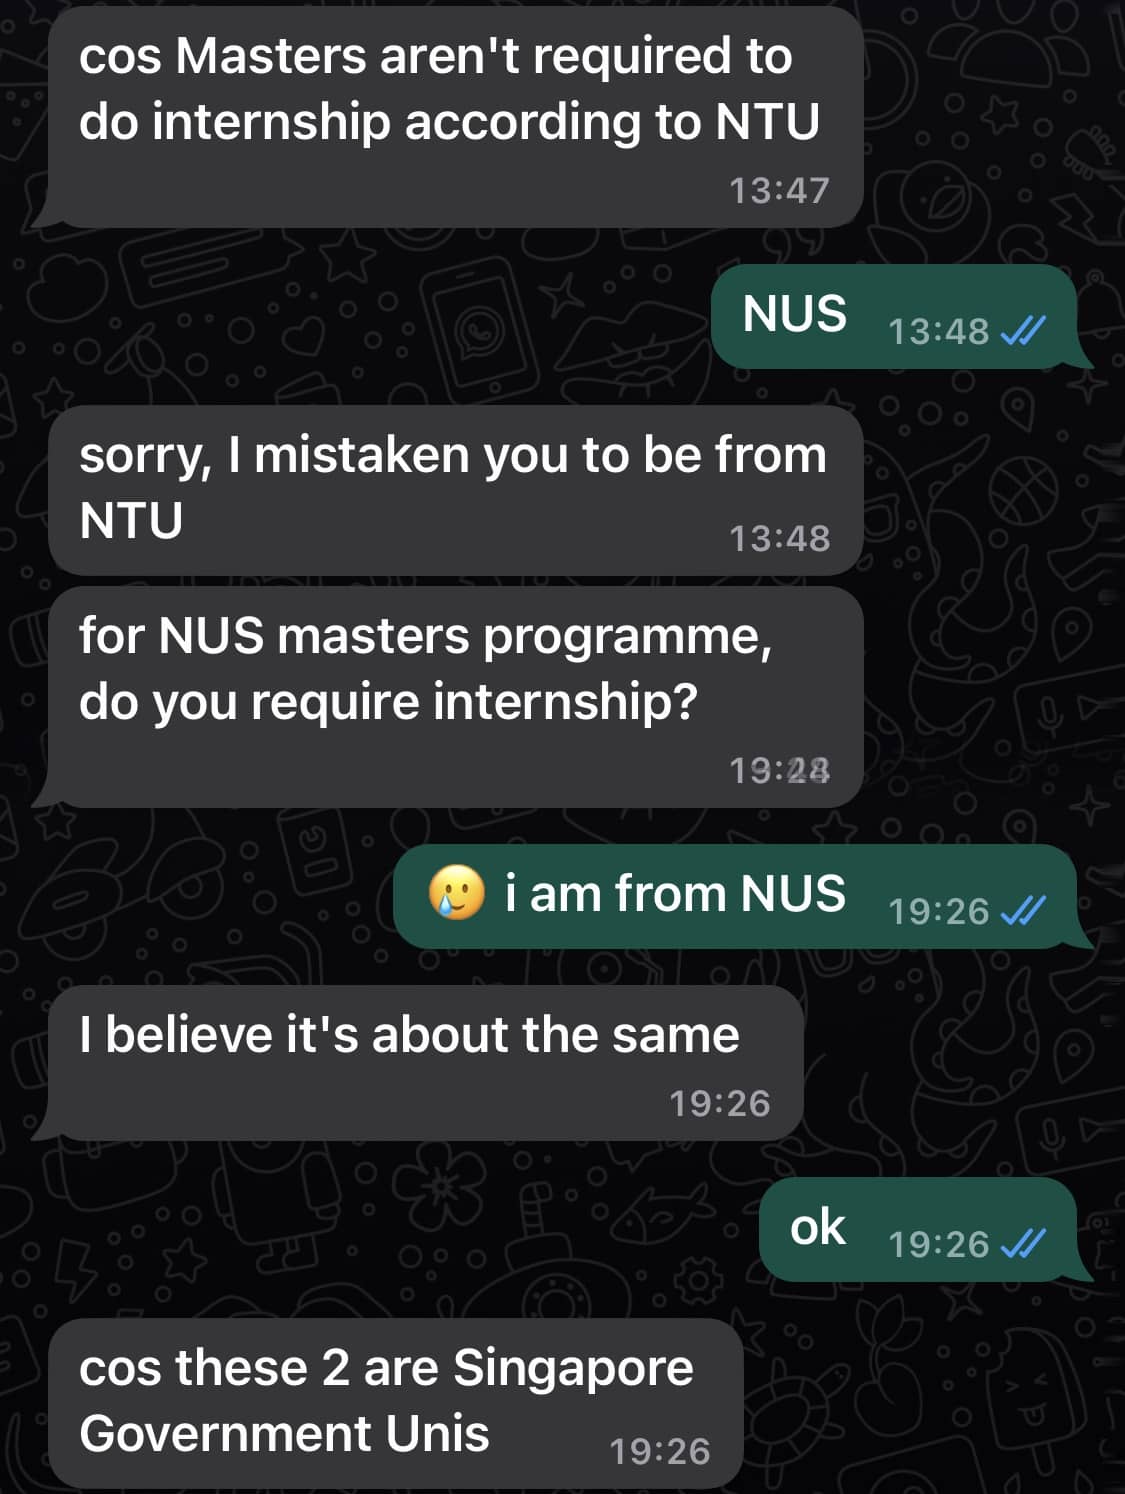 cos Masters aren't required to
do internship according to NTU
13:47
NUS 13:48
sorry, I mistaken you to be from
NTU 13:48
for NUS masters programme,
do you require internship?
🥲 i am from NUS 19:26
I believe it's about the same
19:26
ok 19:26
cos these 2 are Singapore
Government Unis 19:26